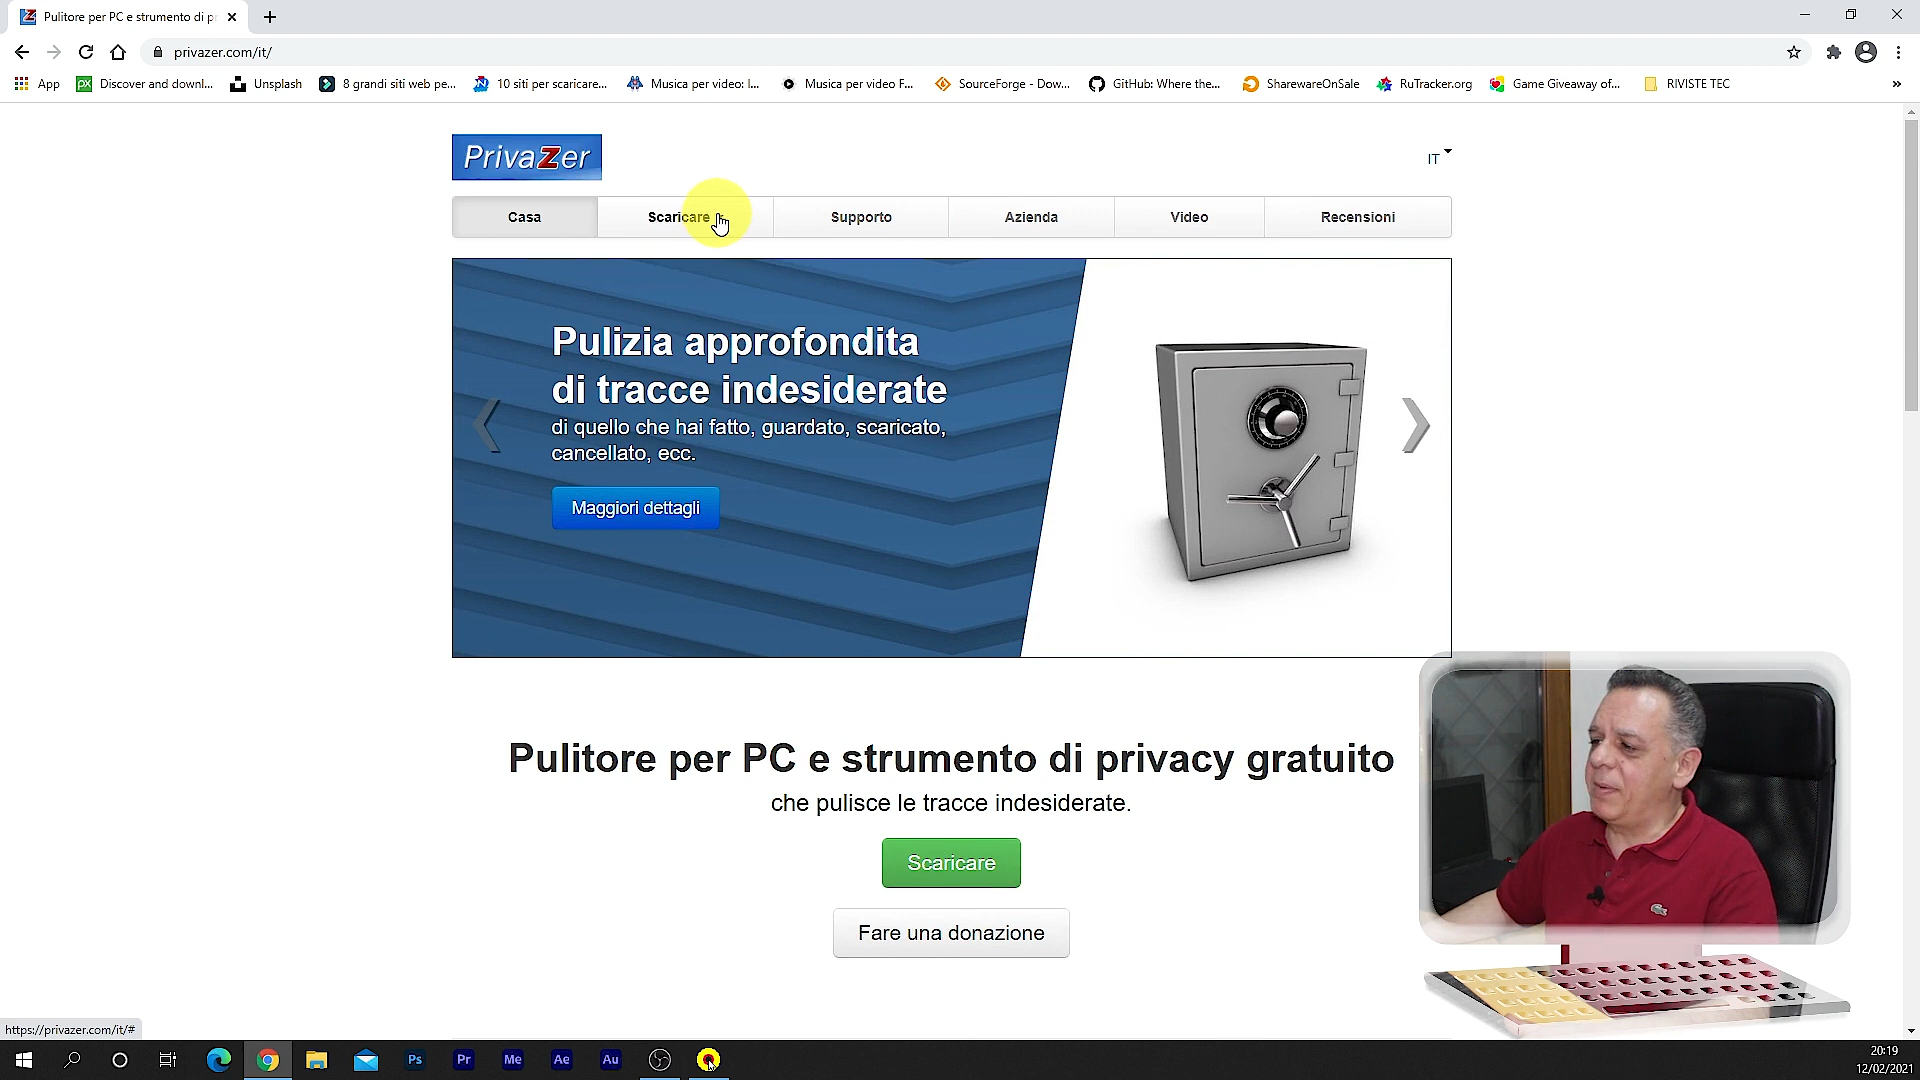 Pulitore per PC e strumento di pr
privazer.com/it/
App
Discover and downl...
Unsplash
8 grandi siti web pe...
10 siti per scaricare...
Musica per video: l...
Musica per video F...
SourceForge - Dow...
GitHub: Where the...
SharewareOnSale
RuTracker.org
Game Giveaway of...
RIVISTE TEC
»
PrivaZer
IT
Casa
Scaricare
Supporto
Azienda
Video
Recensioni
Pulizia approfondita
di tracce indesiderate
di quello che hai fatto, guardato, scaricato,
cancellato, ecc.
Maggiori dettagli
Pulitore per PC e strumento di privacy gratuito
che pulisce le tracce indesiderate.
Scaricare
Fare una donazione
https://privazer.com/it/#
Ps
Pr
Me
Ae
Au
20:19
12/02/2021